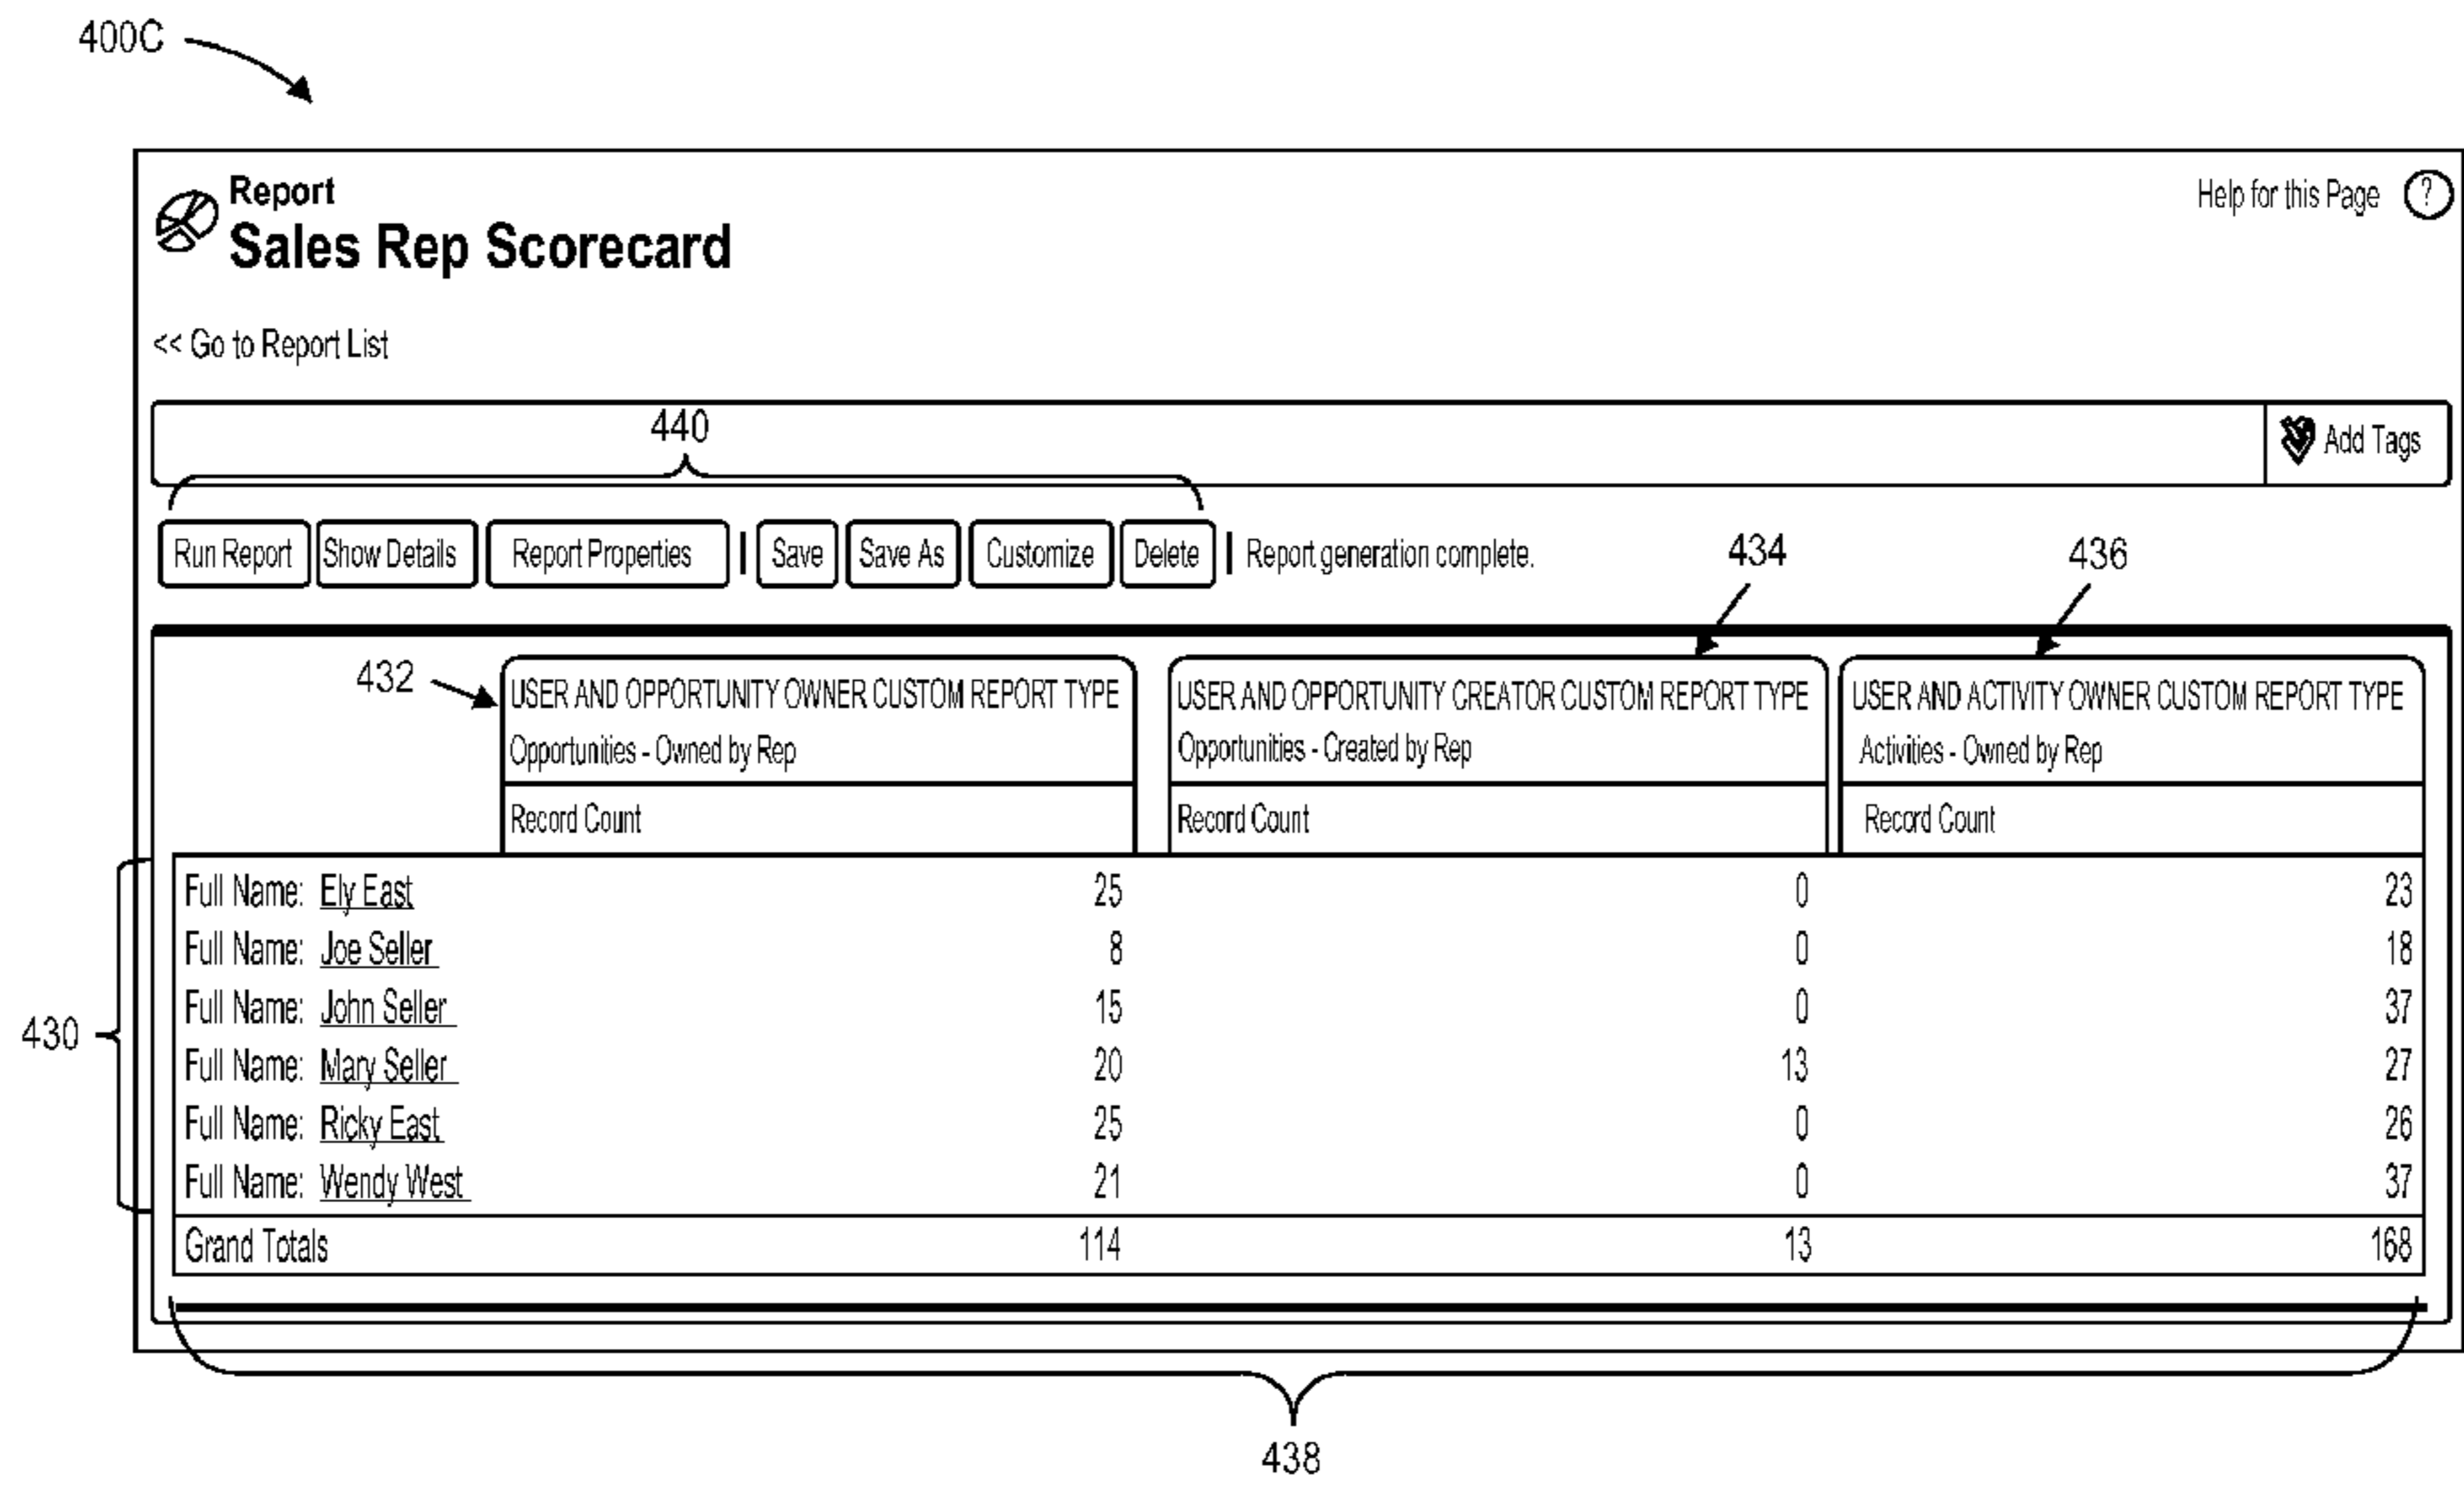 400C
Report
Sales Rep Scorecard
Help for this Page ?
<< Go to Report List
440
Add Tags
Run Report Show Details Report Properties | Save Save As Customize Delete | Report generation complete.
434
436
432
USER AND OPPORTUNITY OWNER CUSTOM REPORT TYPE USER AND OPPORTUNITY CREATOR CUSTOM REPORT TYPE USER AND ACTIVITY OWNER CUSTOM REPORT TYPE
Opportunities - Owned by Rep Opportunities - Created by Rep Activities - Owned by Rep
Record Count Record Count Record Count
Full Name: Ely East 25 0 23
Full Name: Joe Seller 8 0 18
Full Name: John Seller 15 0 37
430
Full Name: Mary Seller 20 13 27
Full Name: Ricky East 25 0 26
Full Name: Wendy West 21 0 37
Grand Totals 114 13 168
438